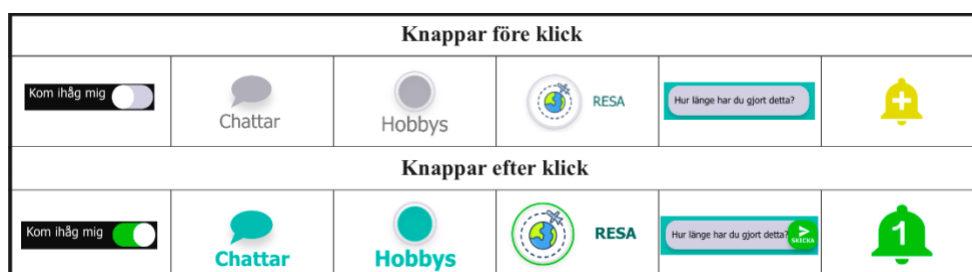 Knappar före klick
Kom ihåg mig
Chattar
Hobbys
RESA
Hur länge har du gjort detta?
Knappar efter klick
Kom ihåg mig
Chattar
Hobbys
RESA
Hur länge har du gjort detta?
SKICKA
1